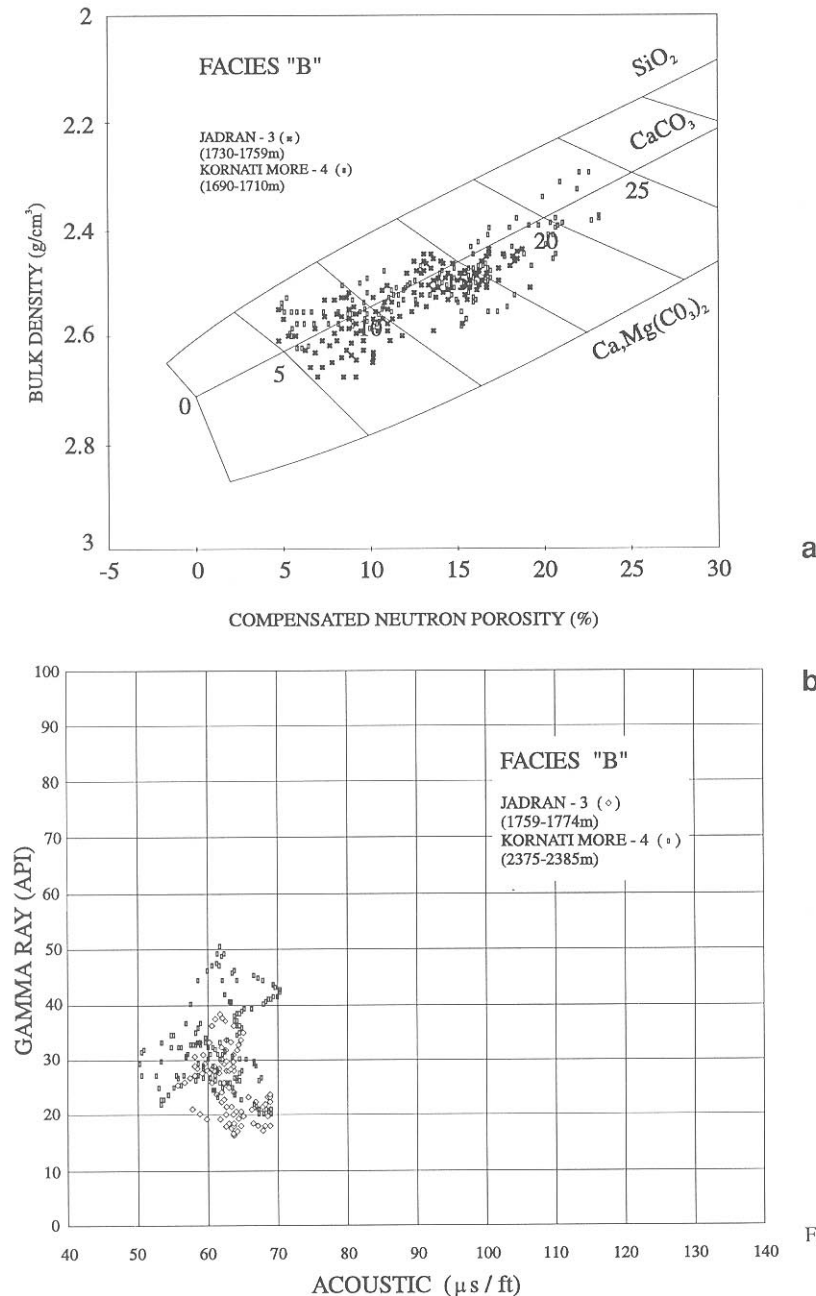 2
2.2
2.4
2.6
2.8
3
BULK DENSITY (g/cm³)
FACIES "B"
JADRAN - 3 (✖)
(1730-1759m)
KORNATI MORE - 4 (▯)
(1690-1710m)
SiO₂
CaCO₃
Ca,Mg(CO₃)₂
0
5
10
20
25
-5 0 5 10 15 20 25 30
COMPENSATED NEUTRON POROSITY (%)
a
b
100
90
80
70
60
50
40
30
20
10
0
GAMMA RAY (API)
FACIES "B"
JADRAN - 3 (◇)
(1759-1774m)
KORNATI MORE - 4 (▯)
(2375-2385m)
40 50 60 70 80 90 100 110 120 130 140
ACOUSTIC (µs / ft)
F